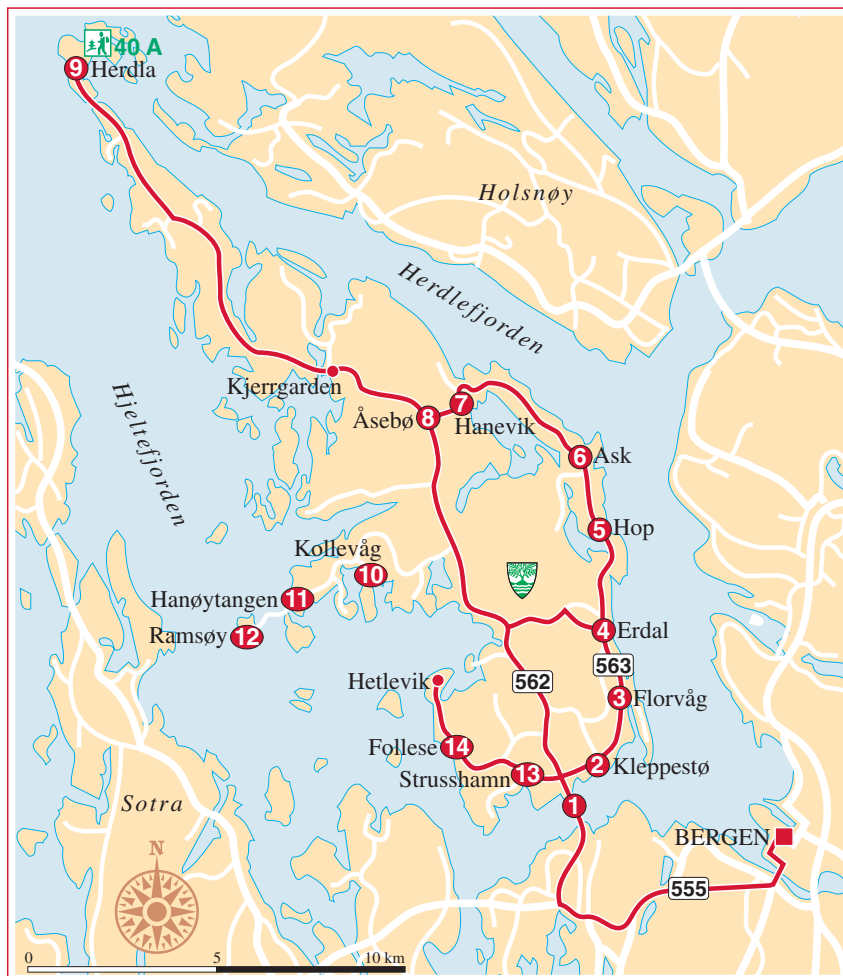 40 A
9 Herdla
Holsnøy
Herdlefjorden
Kjerrgarden
Hjeltefjorden
Åsebø 8
7
Hanevik
6 Ask
5 Hop
Kollevåg
10
Hanøytangen 11
Ramsøy 12
4 Erdal
563
562
Hetlevik
3 Florvåg
Follese 14
2 Kleppestø
Strusshamn 13
1
Sotra
BERGEN
N
555
0 5 10 km